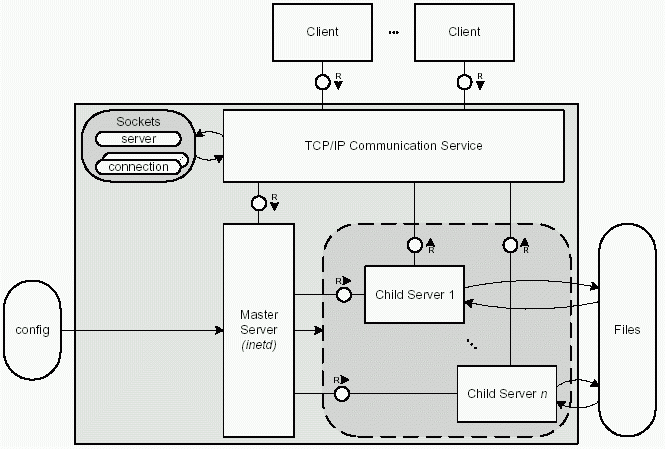 Client
...
Client
R
R
Sockets
server
connection
TCP/IP Communication Service
R
R
R
R
Child Server 1
config
Master
Server
(inetd)
Files
...
R
Child Server n